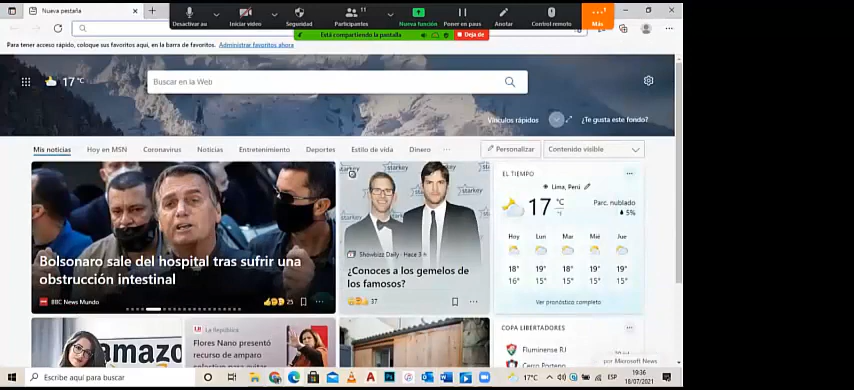 Nueva pestaña
Desactivar au
Iniciar vídeo
Seguridad
11
Participantes
Nueva función
Poner en pausa
Anotar
Control remoto
Más
Está compartiendo la pantalla
Deja de
Para tener acceso rápido, coloque sus favoritos aquí, en la barra de favoritos. Administrar favoritos ahora
17 °C
Buscar en la Web
Vínculos rápidos
¿Te gusta este fondo?
Mis noticias
Hoy en MSN
Coronavirus
Noticias
Entretenimiento
Deportes
Estilo de vida
Dinero
Personalizar
Contenido visible
Bolsonaro sale del hospital tras sufrir una
obstrucción intestinal
BBC News Mundo
25
starkey
Showbizz Daily · Hace 3 h
¿Conoces a los gemelos de
los famosos?
37
EL TIEMPO
Lima, Perú
17 °C
Parc. nublado
5%
Hoy Lun Mar Mié Jue
18° 19° 19° 19° 19°
16° 15° 15° 15° 15°
Ver pronóstico completo
COPA LIBERTADORES
Fluminense RJ
Cerro Porteño
por Microsoft News
amazo
La República
Flores Nano presentó
recurso de amparo
Escribe aquí para buscar
17°C
ESP
19:36
18/07/2021